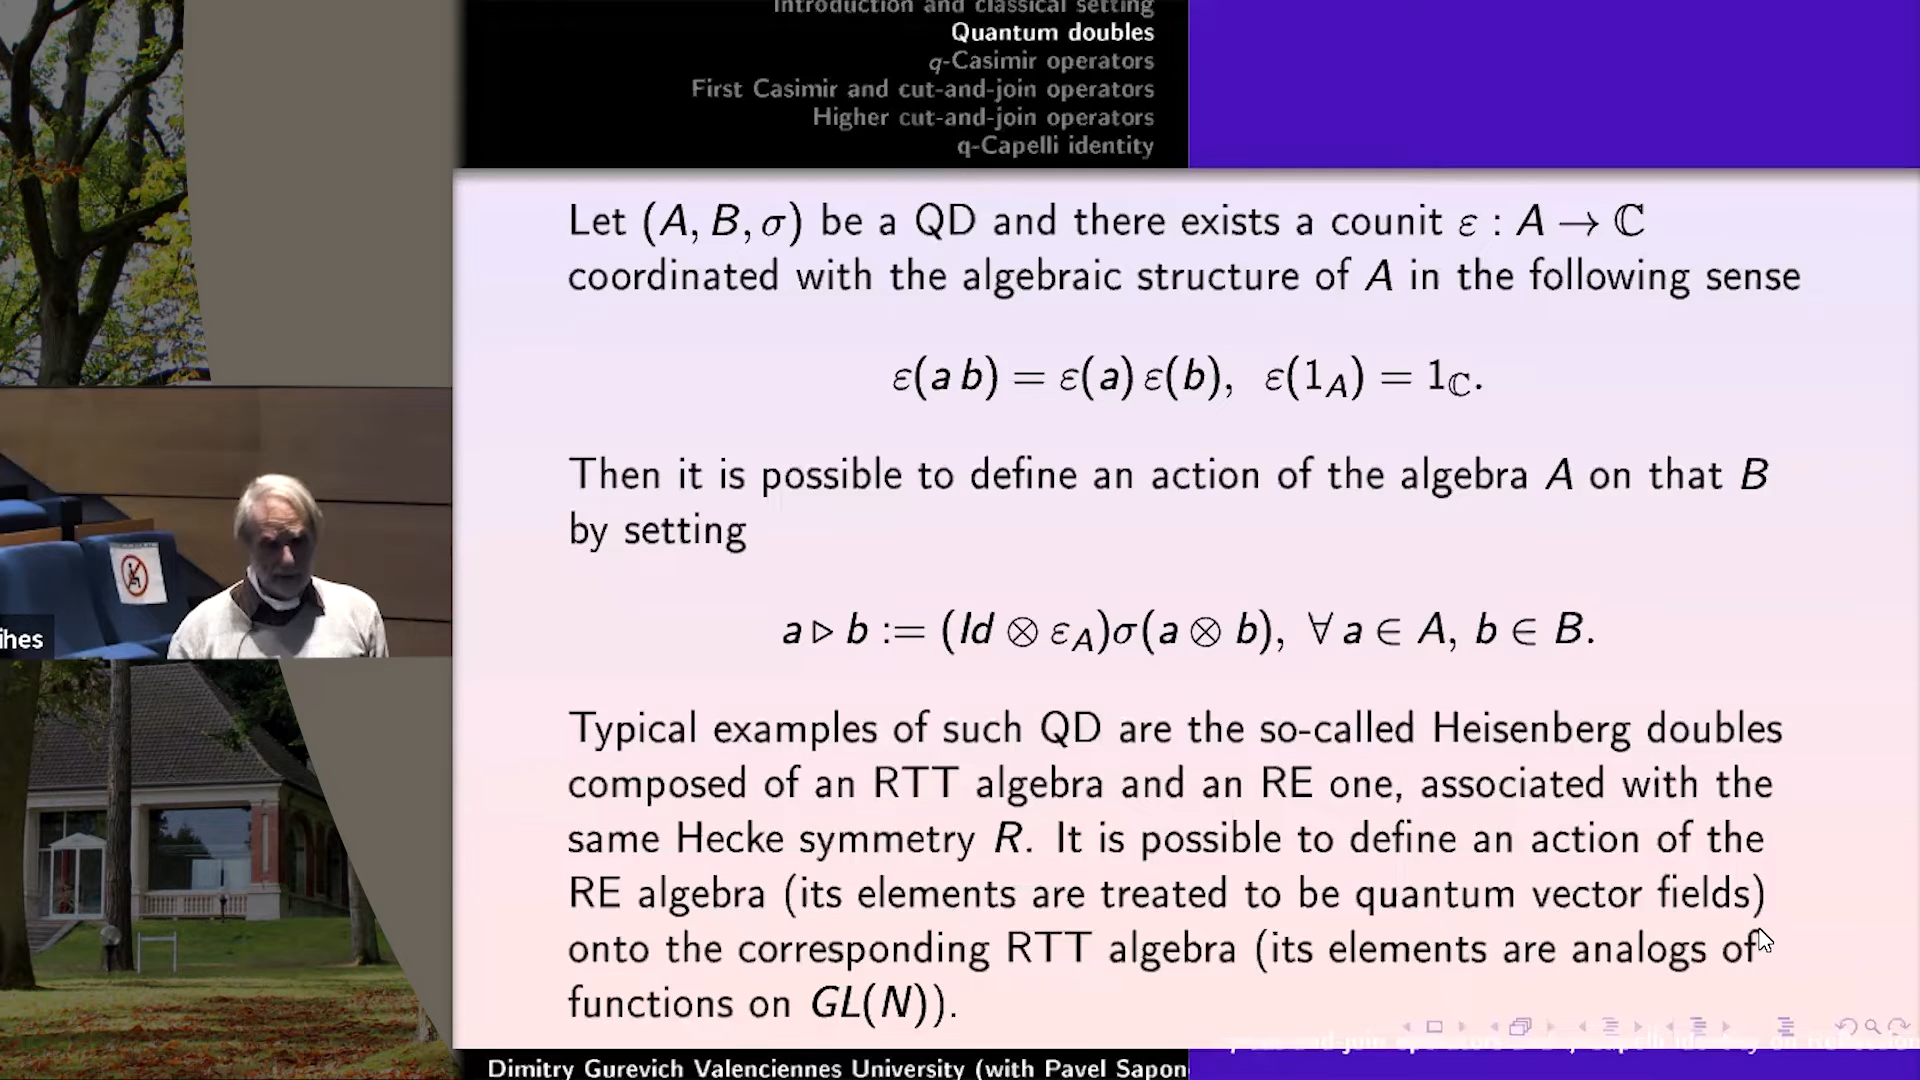 Introduction and classical setting
Quantum doubles
q-Casimir operators
First Casimir and cut-and-join operators
Higher cut-and-join operators
q-Capelli identity
Let (A, B, σ) be a QD and there exists a counit ε : A → ℂ
coordinated with the algebraic structure of A in the following sense
ε(a b) = ε(a) ε(b), ε(1_A) = 1_ℂ.
Then it is possible to define an action of the algebra A on that B
by setting
a ▷ b := (Id ⊗ ε_A)σ(a ⊗ b), ∀ a ∈ A, b ∈ B.
Typical examples of such QD are the so-called Heisenberg doubles
composed of an RTT algebra and an RE one, associated with the
same Hecke symmetry R. It is possible to define an action of the
RE algebra (its elements are treated to be quantum vector fields)
onto the corresponding RTT algebra (its elements are analogs of
functions on GL(N)).
ihes
Dimitry Gurevich Valenciennes University (with Pavel Sapon